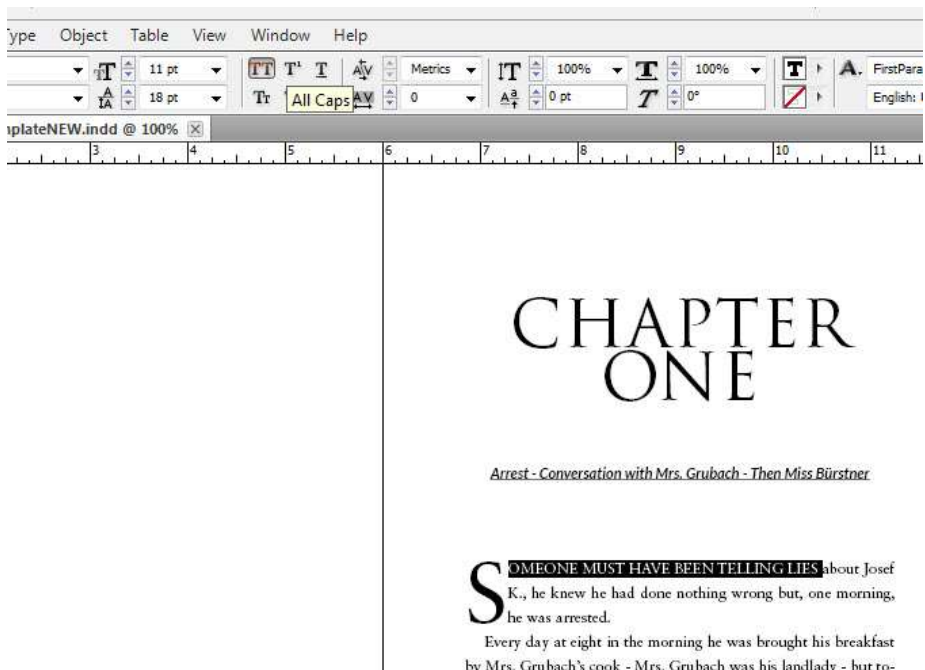 Type Object Table View Window Help
11 pt TT T¹ T Metrics 100% 100% T A. FirstPara
18 pt Tr All Caps 0 0 pt T 0° English:
nplateNEW.indd @ 100%
3 4 5 6 7 8 9 10 11
CHAPTER
ONE
Arrest - Conversation with Mrs. Grubach - Then Miss Bürstner
SOMEONE MUST HAVE BEEN TELLING LIES about Josef
K., he knew he had done nothing wrong but, one morning,
he was arrested.
Every day at eight in the morning he was brought his breakfast
by Mrs. Grubach's cook - Mrs. Grubach was his landlady - but to-